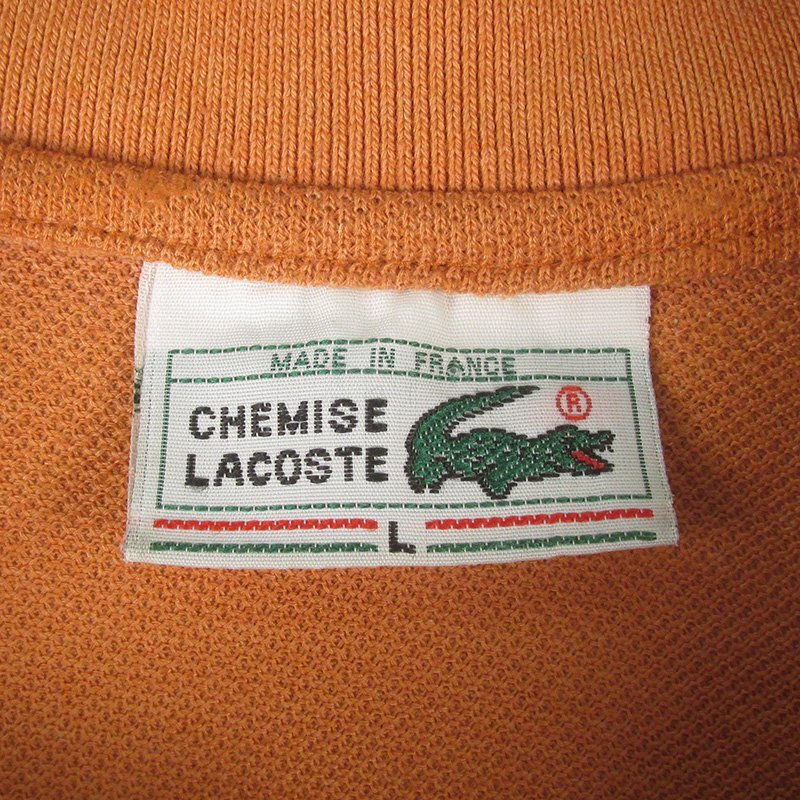 MADE IN FRANCE
CHEMISE
LACOSTE
®
L